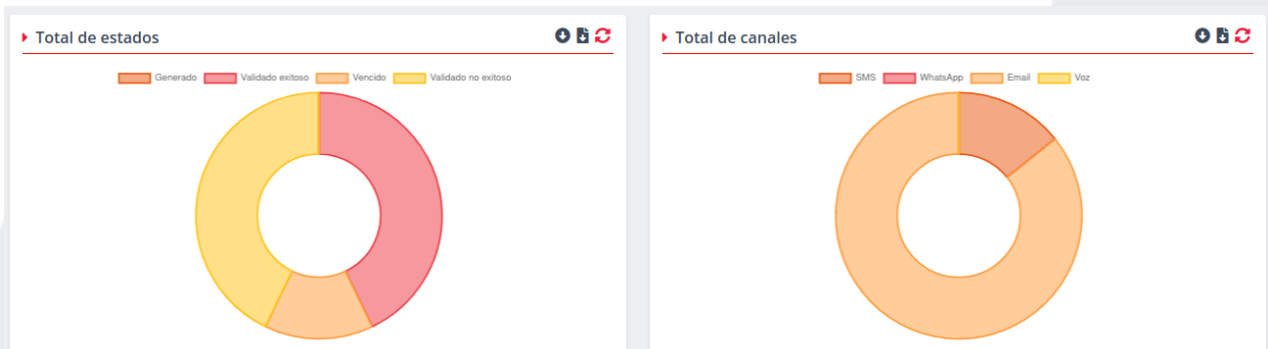 Total de estados
Generado Validado exitoso Vencido Validado no exitoso
Total de canales
SMS WhatsApp Email Voz